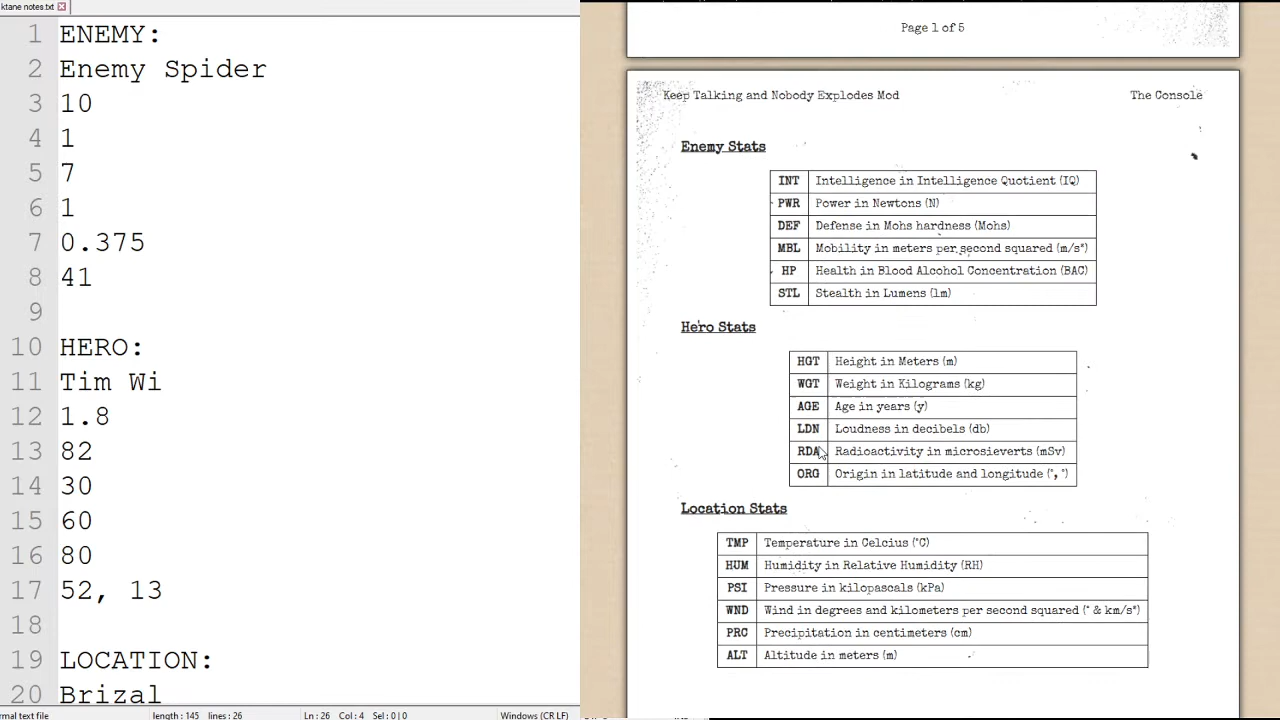 ktane notes.txt
1 ENEMY:
2 Enemy Spider
3 10
4 1
5 7
6 1
7 0.375
8 41
9
10 HERO:
11 Tim Wi
12 1.8
13 82
14 30
15 60
16 80
17 52, 13
18
19 LOCATION:
20 Brizal
rmal text file length : 145 lines : 26 Ln : 26 Col : 4 Sel : 0 | 0 Windows (CR LF)
Page 1 of 5
Keep Talking and Nobody Explodes Mod The Console
Enemy Stats
INT Intelligence in Intelligence Quotient (IQ)
PWR Power in Newtons (N)
DEF Defense in Mohs hardness (Mohs)
MBL Mobility in meters per second squared (m/s²)
HP Health in Blood Alcohol Concentration (BAC)
STL Stealth in Lumens (lm)
Hero Stats
HGT Height in Meters (m)
WGT Weight in Kilograms (kg)
AGE Age in years (y)
LDN Loudness in decibels (db)
RDA Radioactivity in microsieverts (mSv)
ORG Origin in latitude and longitude (°, °)
Location Stats
TMP Temperature in Celcius (°C)
HUM Humidity in Relative Humidity (RH)
PSI Pressure in kilopascals (kPa)
WND Wind in degrees and kilometers per second squared (° & km/s²)
PRC Precipitation in centimeters (cm)
ALT Altitude in meters (m)